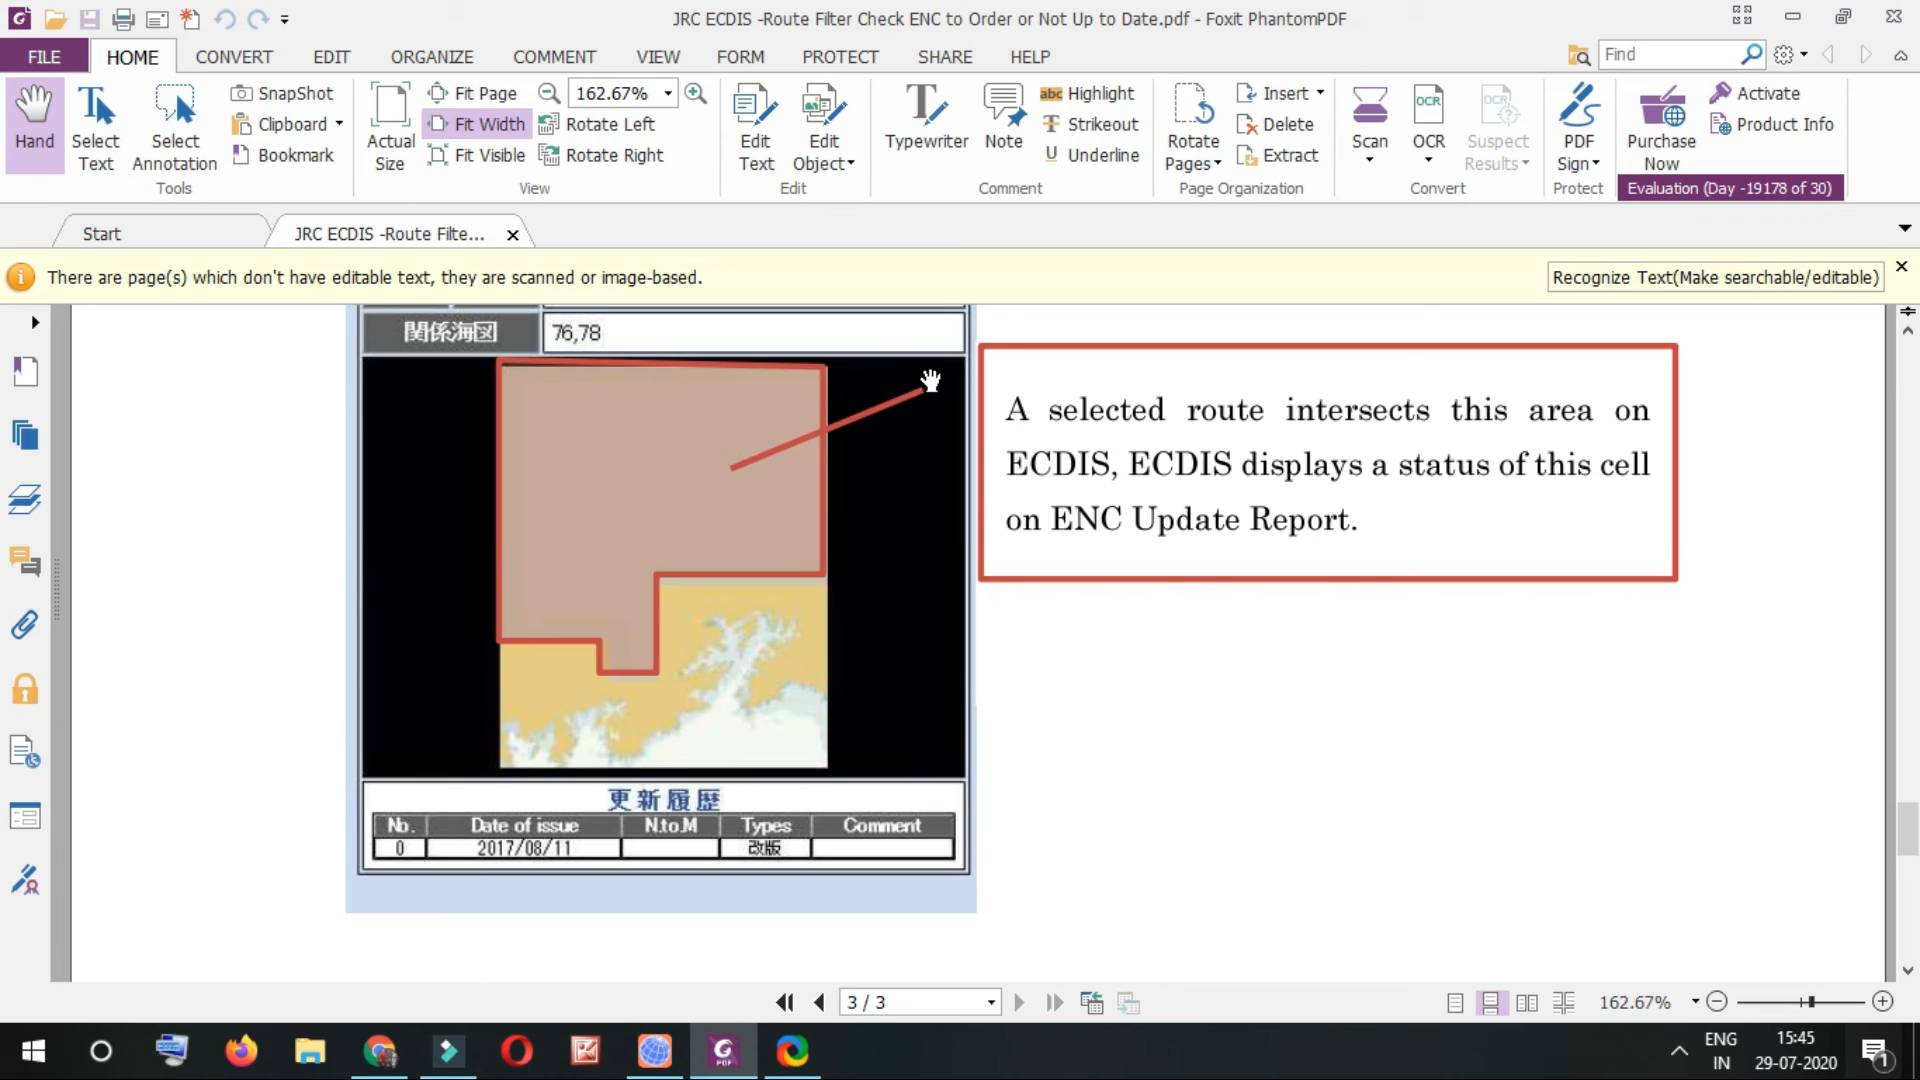 JRC ECDIS -Route Filter Check ENC to Order or Not Up to Date.pdf - Foxit PhantomPDF
FILE HOME CONVERT EDIT ORGANIZE COMMENT VIEW FORM PROTECT SHARE HELP
Find
Hand
Select Text
Select Annotation
SnapShot
Clipboard
Bookmark
Tools
Actual Size
Fit Page
Fit Width
Fit Visible
162.67%
Rotate Left
Rotate Right
View
Edit Text
Edit Object
Edit
Typewriter
Note
abc Highlight
Strikeout
Underline
Comment
Rotate Pages
Insert
Delete
Extract
Page Organization
Scan
OCR
OCR
OCR
Suspect Results
Convert
PDF Sign
Protect
Purchase Now
Activate
Product Info
Evaluation (Day -19178 of 30)
Start
JRC ECDIS -Route Filte...
There are page(s) which don't have editable text, they are scanned or image-based.
Recognize Text(Make searchable/editable)
関係海図 76,78
A selected route intersects this area on
ECDIS, ECDIS displays a status of this cell
on ENC Update Report.
更新履歴
No. Date of issue N.to.M Types Comment
0 2017/08/11 改版
3 / 3
162.67%
PDF
ENG
IN
15:45
29-07-2020
1